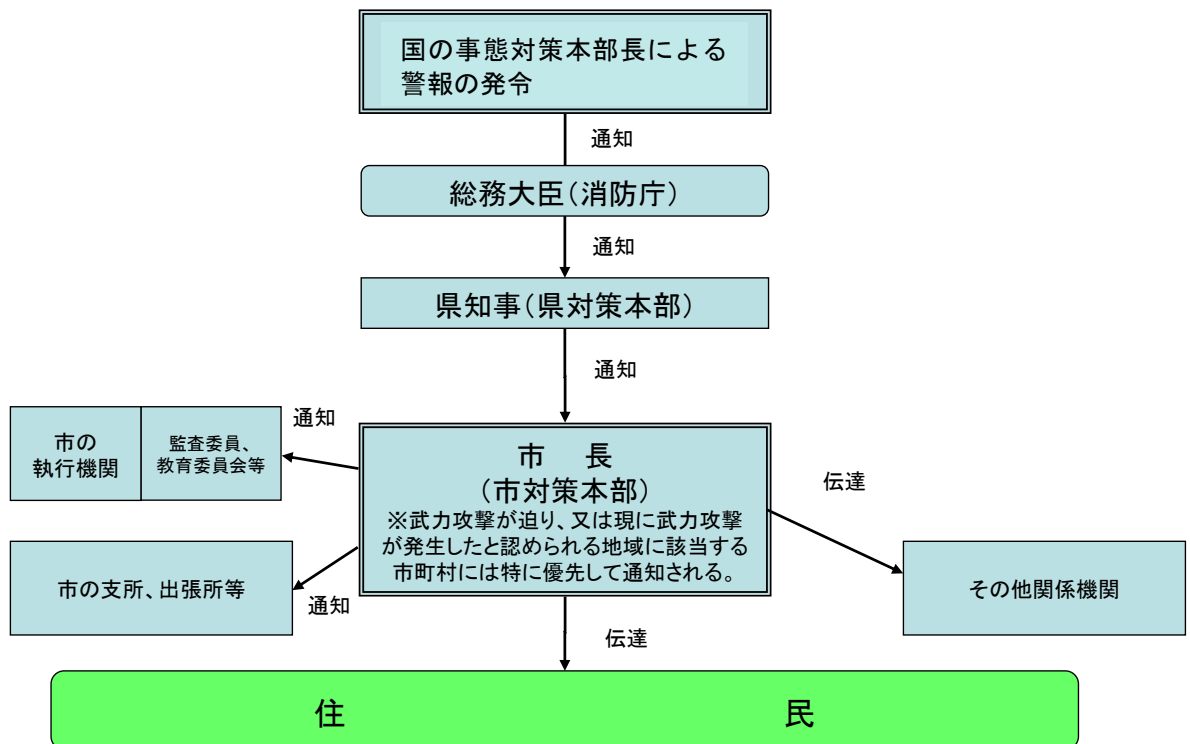 国の事態対策本部長による
警報の発令
通知
総務大臣(消防庁)
通知
県知事(県対策本部)
通知
市の
執行機関
監査委員、
教育委員会等
通知
市　長
(市対策本部)
※武力攻撃が迫り、又は現に武力攻撃
が発生したと認められる地域に該当する
市町村には特に優先して通知される。
伝達
市の支所、出張所等
通知
その他関係機関
伝達
住　民